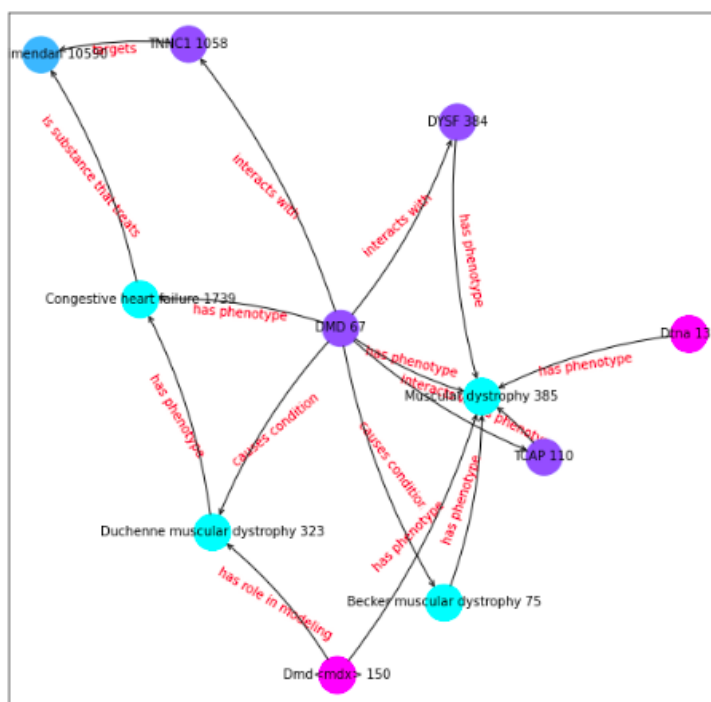 TNNC1 1058
mendan 10590
targets
DYSF 384
is substance that treats
interacts with
interacts with
has phenotype
Congestive heart failure 1739
has phenotype
DMD 67
Dtna 13
has phenotype
has phenotype
Muscular dystrophy 385
interacts
phenotype
TCAP 110
has phenotype
causes condition
causes condition
has phenotype
has phenotype
Duchenne muscular dystrophy 323
has role in modeling
Becker muscular dystrophy 75
Dmd<mdx> 150